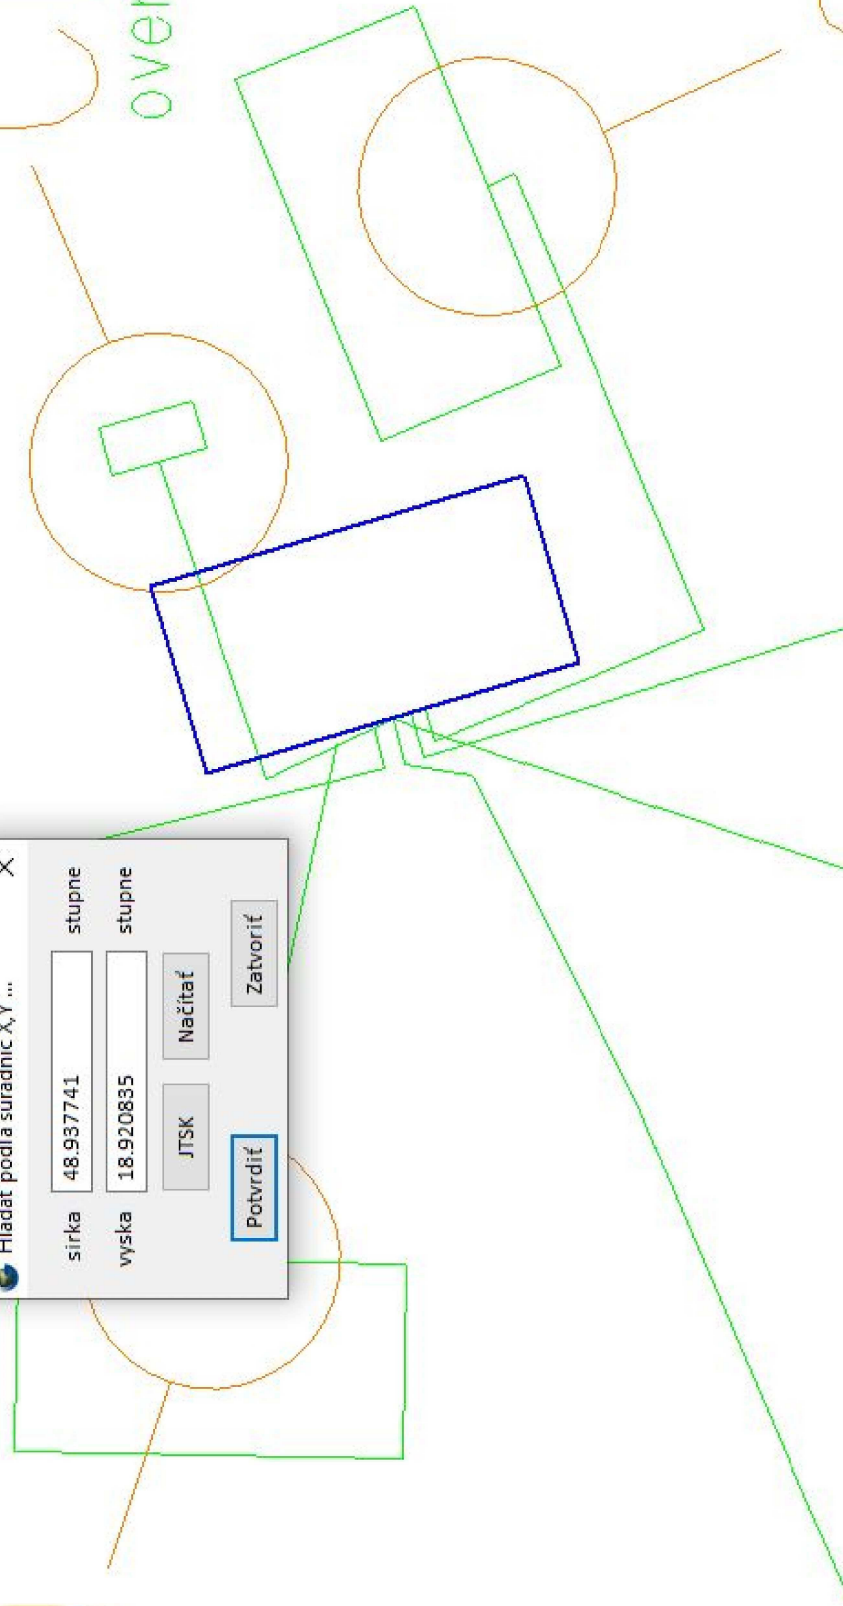 over
Hľadať podľa súradníc X,Y ...
sirka 48.937741 stupne
vyska 18.920835 stupne
JTSK Načítať
Potvrdiť Zatvoriť